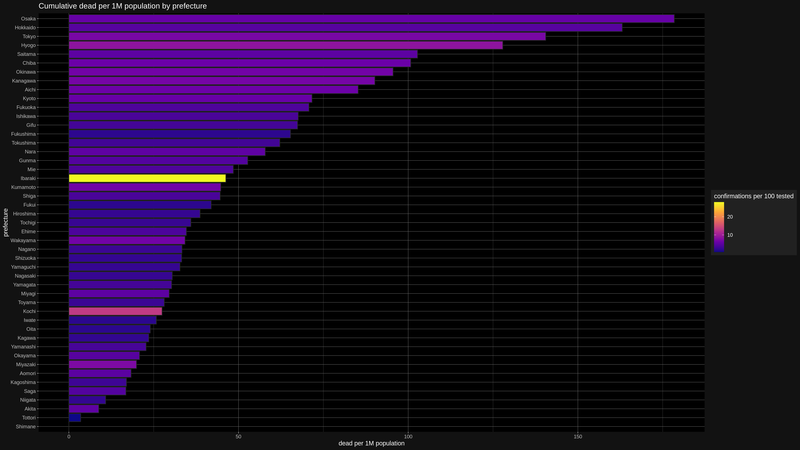 Cumulative dead per 1M population by prefecture
Osaka
Hokkaido
Tokyo
Hyogo
Saitama
Chiba
Okinawa
Kanagawa
Aichi
Kyoto
Fukuoka
Ishikawa
Gifu
Fukushima
Tokushima
Nara
Gunma
Mie
Ibaraki
Kumamoto
Shiga
Fukui
Hiroshima
Tochigi
Ehime
Wakayama
Nagano
Shizuoka
Yamaguchi
Nagasaki
Yamagata
Miyagi
Toyama
Kochi
Iwate
Oita
Kagawa
Yamanashi
Okayama
Miyazaki
Aomori
Kagoshima
Saga
Niigata
Akita
Tottori
Shimane
prefecture
0 50 100 150
dead per 1M population
confirmations per 100 tested
20
10